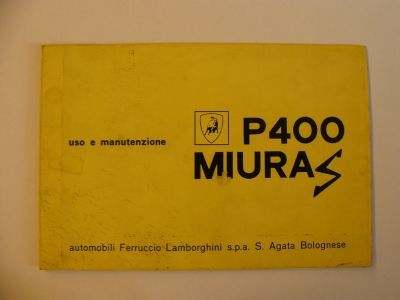 P400
uso e manutenzione
MIURA S
automobili Ferruccio Lamborghini s.p.a. S. Agata Bolognese